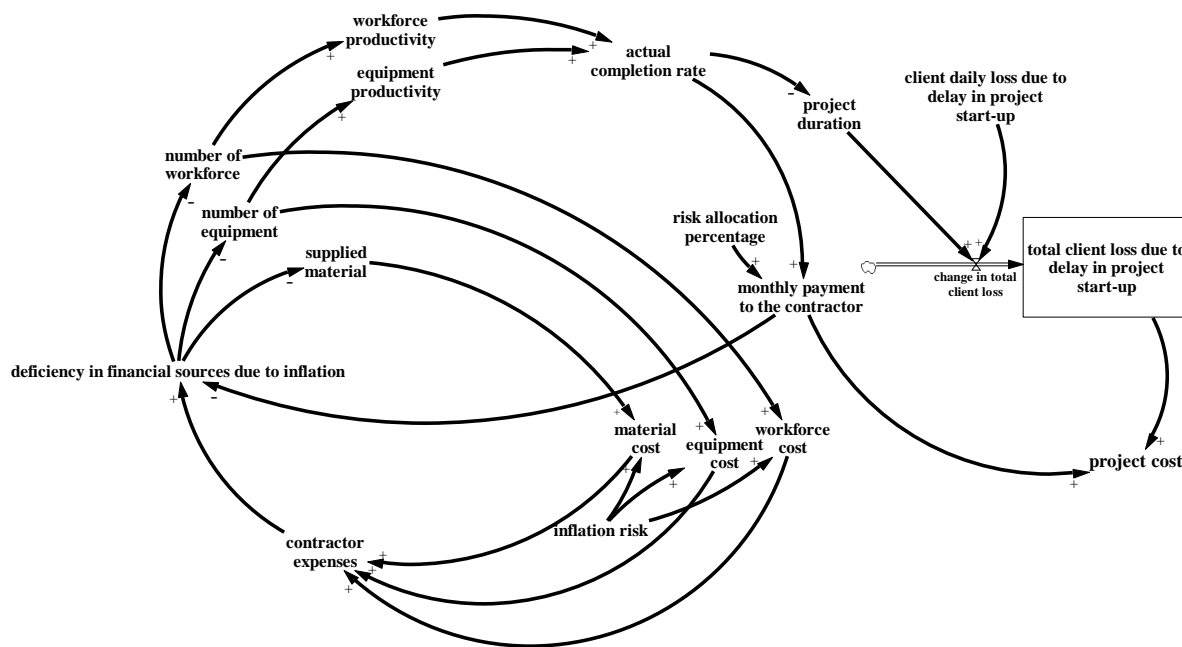 workforce
productivity
+
equipment
productivity
+
+
+
actual
completion rate
-
project
duration
client daily loss due to
delay in project
start-up
number of
workforce
-
number of
equipment
-
supplied
material
-
risk allocation
percentage
+
+
monthly payment
to the contractor
+ +
change in total
client loss
total client loss due to
delay in project
start-up
deficiency in financial sources due to inflation
+
-
+
material
cost
+
+
equipment
cost
+
+
workforce
cost
+
+
project cost
+
inflation risk
contractor
expenses
+
+
+